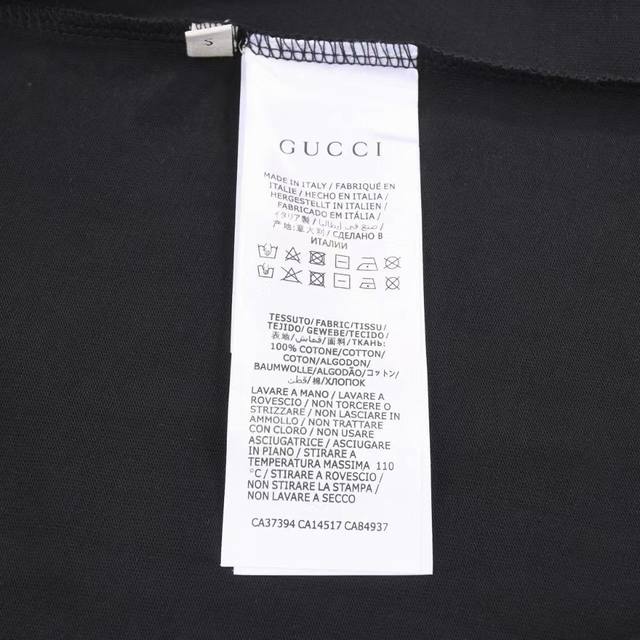 S
GUCCI
MADE IN ITALY / FABRIQUÉ EN
ITALIE / HECHO EN ITALIA /
HERGESTELLT IN ITALIEN /
FABRICADO EM ITÁLIA /
イタリア製 / صنع في إيطاليا /
产地:意大利/ СДЕЛАНО В
ИТАЛИИ
TESSUTO/FABRIC/TISSU/
TEJIDO/ GEWEBE/TECIDO/
表地/قماش/面料/ТКАНЬ:
100% COTONE/COTTON/
COTON/ALGODON/
BAUMWOLLE/ALGODÃO/コットン/
قطن/棉/ХЛОПОК
LAVARE A MANO / LAVARE A
ROVESCIO / NON TORCERE O
STRIZZARE / NON LASCIARE IN
AMMOLLO / NON TRATTARE
CON CLORO / NON USARE
ASCIUGATRICE / ASCIUGARE
IN PIANO / STIRARE A
TEMPERATURA MASSIMA 110
°C / STIRARE A ROVESCIO /
NON STIRARE LA STAMPA /
NON LAVARE A SECCO
CA37394 CA14517 CA84937